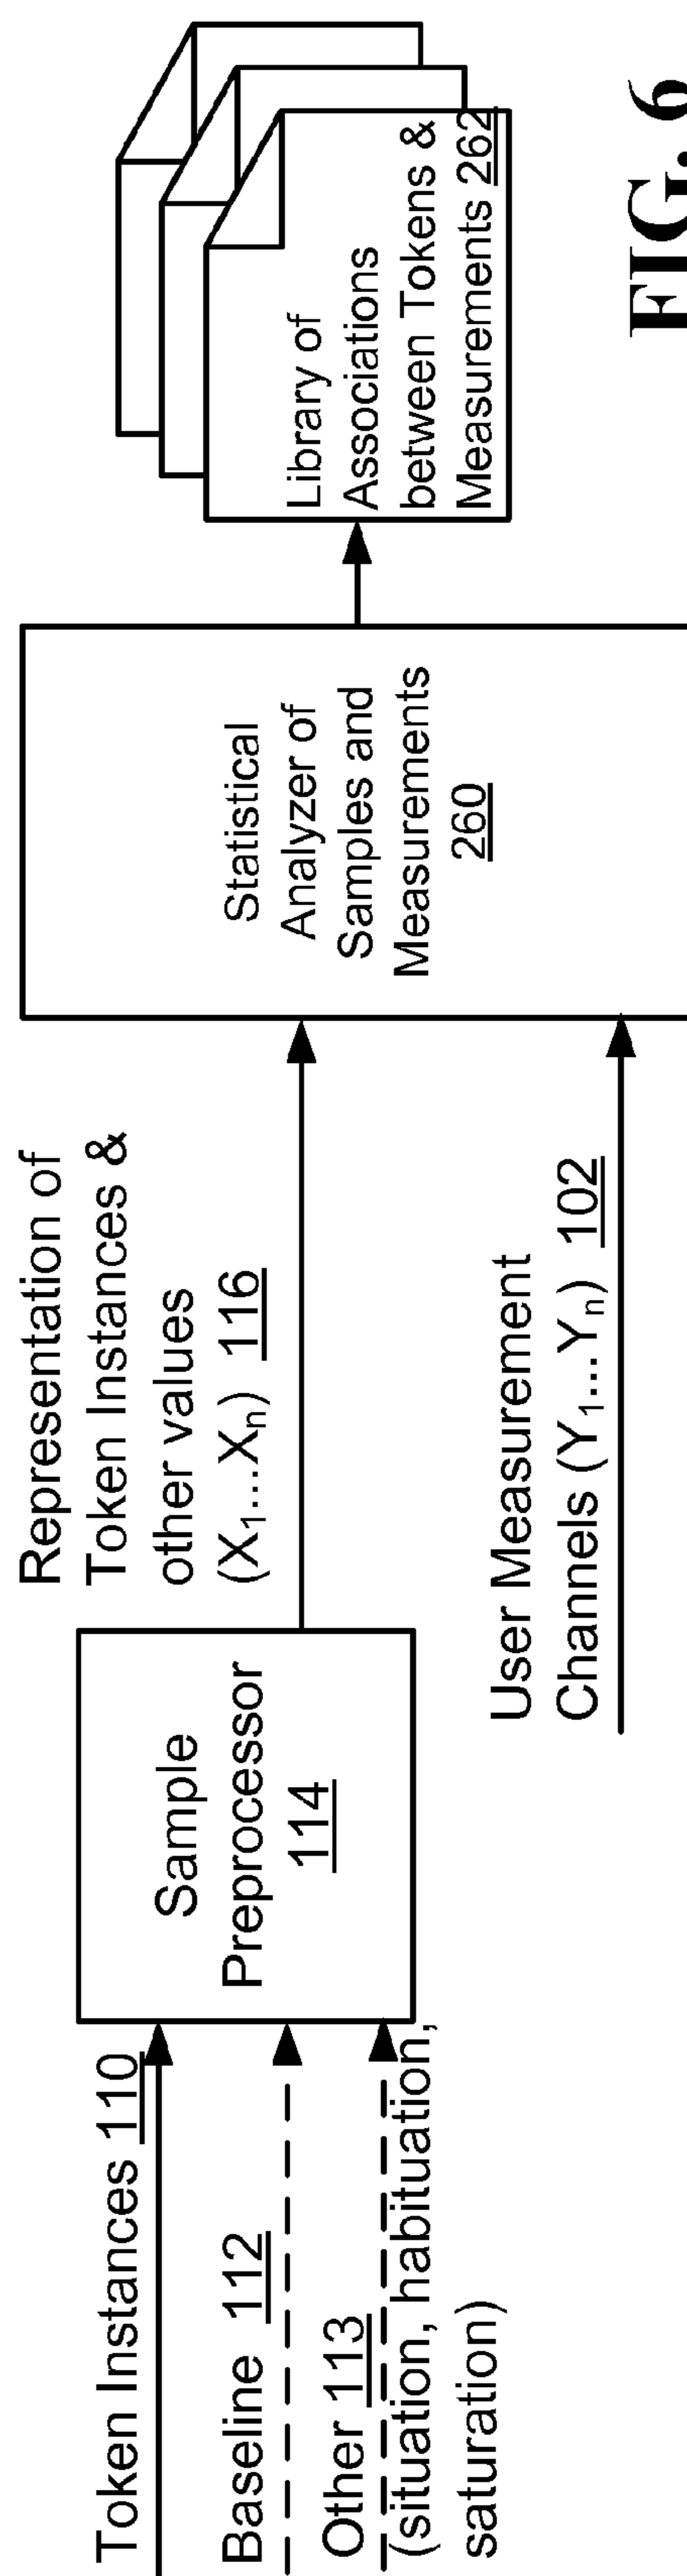 Token Instances 110
Baseline 112
Other 113
(situation, habituation,
saturation)
Sample
Preprocessor
114
Representation of
Token Instances &
other values
(X₁...Xₙ) 116
User Measurement
Channels (Y₁...Yₙ) 102
Statistical
Analyzer of
Samples and
Measurements
260
Library of
Associations
between Tokens &
Measurements 262
FIG. 6